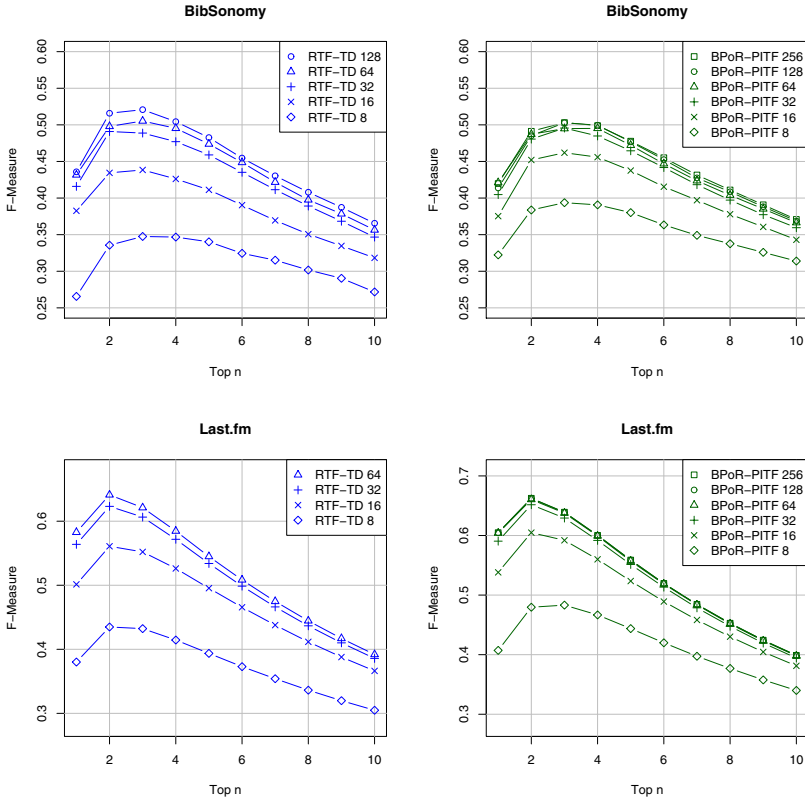 BibSonomy
F−Measure
0.60
0.55
0.50
0.45
0.40
0.35
0.30
0.25
RTF−TD 128
RTF−TD 64
RTF−TD 32
RTF−TD 16
RTF−TD 8
2 4 6 8 10
Top n
BibSonomy
F−Measure
0.60
0.55
0.50
0.45
0.40
0.35
0.30
0.25
BPoR−PITF 256
BPoR−PITF 128
BPoR−PITF 64
BPoR−PITF 32
BPoR−PITF 16
BPoR−PITF 8
2 4 6 8 10
Top n
Last.fm
F−Measure
0.6
0.5
0.4
0.3
RTF−TD 64
RTF−TD 32
RTF−TD 16
RTF−TD 8
2 4 6 8 10
Top n
Last.fm
F−Measure
0.7
0.6
0.5
0.4
0.3
BPoR−PITF 256
BPoR−PITF 128
BPoR−PITF 64
BPoR−PITF 32
BPoR−PITF 16
BPoR−PITF 8
2 4 6 8 10
Top n